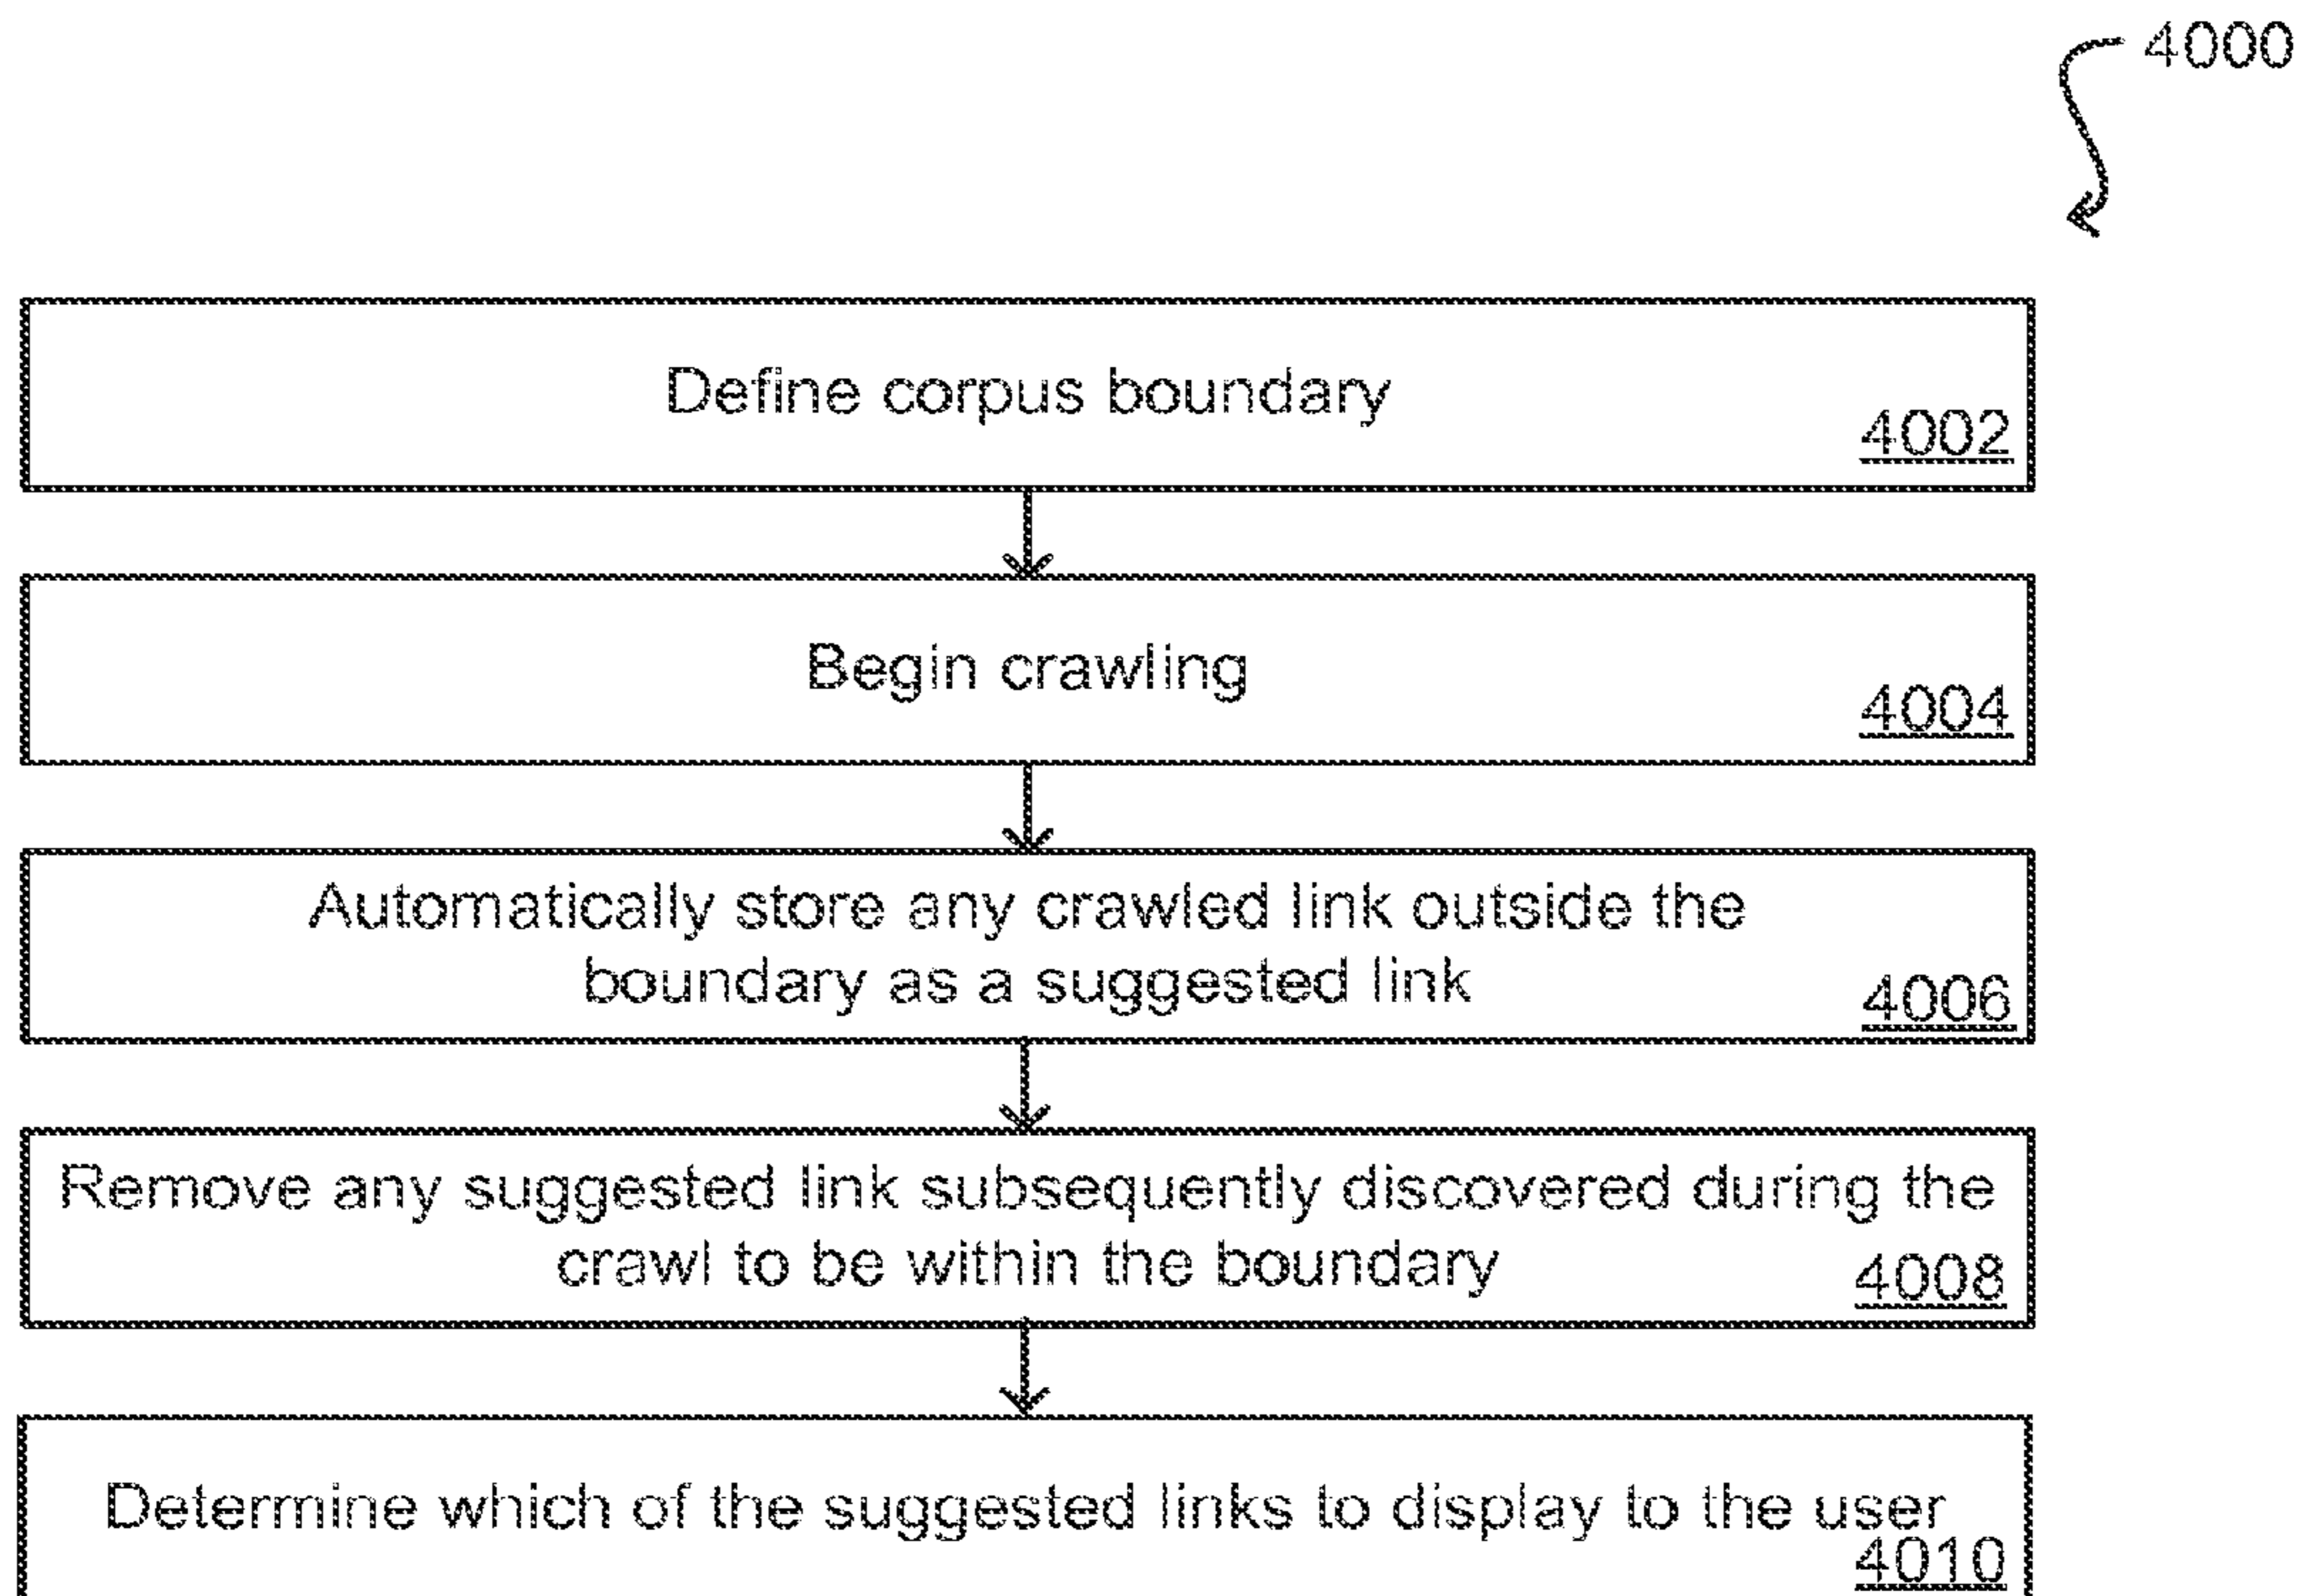 4000
Define corpus boundary
4002
Begin crawling
4004
Automatically store any crawled link outside the
boundary as a suggested link
4006
Remove any suggested link subsequently discovered during the
crawl to be within the boundary
4008
Determine which of the suggested links to display to the user
4010